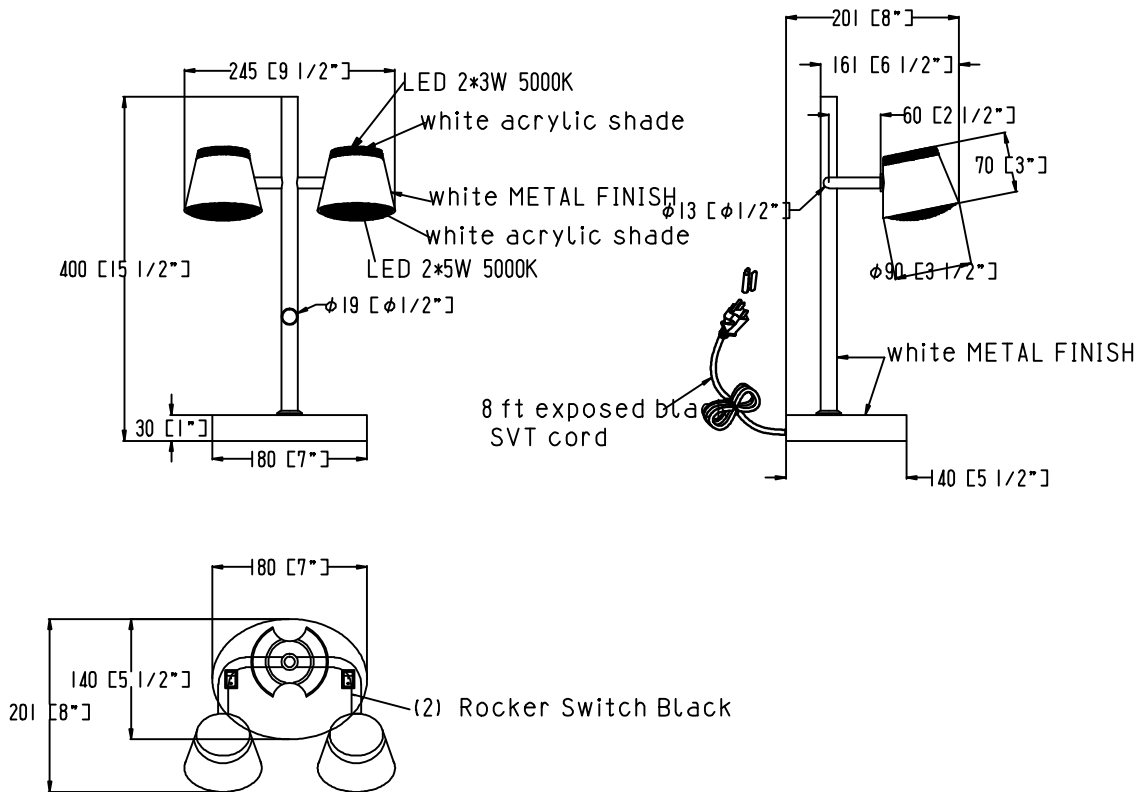 201 [8"]
245 [9 1/2"]
161 [6 1/2"]
LED 2*3W 5000K
60 [2 1/2"]
white acrylic shade
70 [3"]
white METAL FINISH
ϕ13 [ϕ1/2"]
white acrylic shade
400 [15 1/2"]
LED 2*5W 5000K
ϕ90 [3 1/2"]
ϕ19 [ϕ1/2"]
white METAL FINISH
8 ft exposed bla
SVT cord
30 [1"]
180 [7"]
140 [5 1/2"]
180 [7"]
140 [5 1/2"]
201 [8"]
(2) Rocker Switch Black